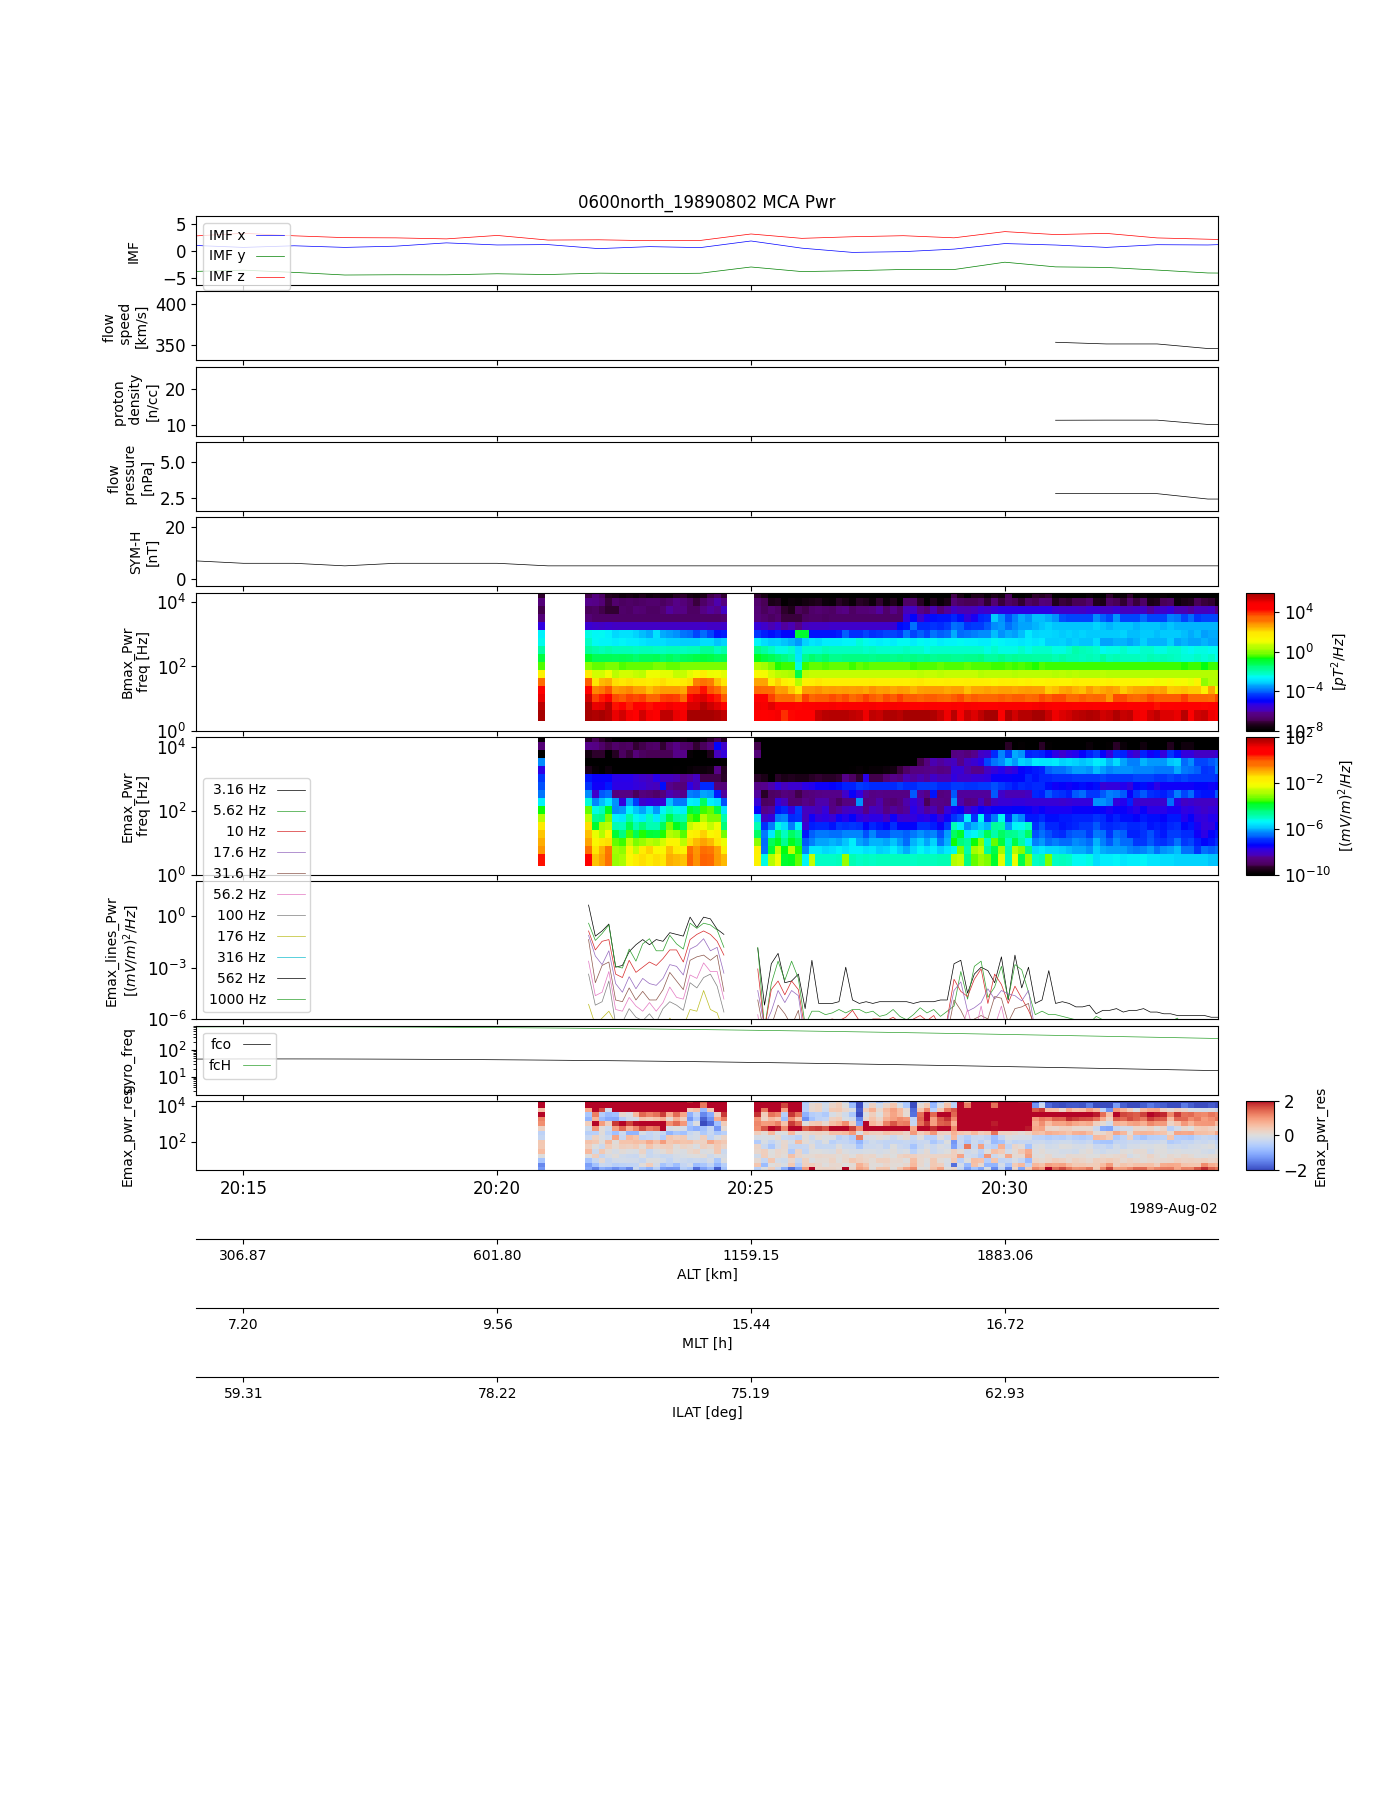 0600north_19890802 MCA Pwr
IMF
5
0
−5
IMF x
IMF y
IMF z
flow
speed
[km/s]
400
350
proton
density
[n/cc]
20
10
flow
pressure
[nPa]
5.0
2.5
SYM-H
[nT]
20
0
Bmax_Pwr
freq [Hz]
10^4
10^2
10^0
10^4
10^0
10^−4
10^−8
[pT^2/Hz]
Emax_Pwr
freq [Hz]
10^4
10^2
10^0
10^2
10^−2
10^−6
10^−10
[(mV/m)^2/Hz]
3.16 Hz
5.62 Hz
10 Hz
17.6 Hz
31.6 Hz
56.2 Hz
100 Hz
176 Hz
316 Hz
562 Hz
1000 Hz
Emax_lines_Pwr
[(mV/m)^2/Hz]
10^0
10^−3
10^−6
gyro_freq
10^2
10^1
fco
fcH
Emax_pwr_res
10^4
10^2
2
0
−2
Emax_pwr_res
20:15 20:20 20:25 20:30
1989-Aug-02
306.87 601.80 1159.15 1883.06
ALT [km]
7.20 9.56 15.44 16.72
MLT [h]
59.31 78.22 75.19 62.93
ILAT [deg]